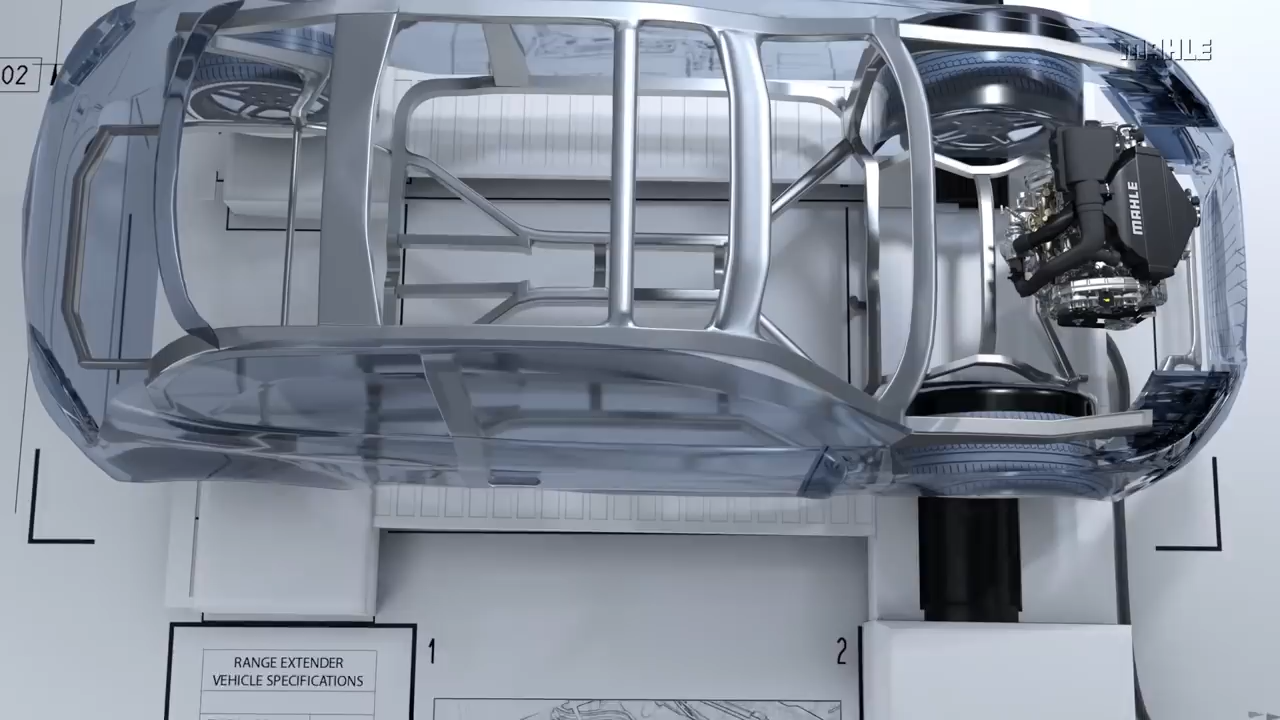 02
MAHLE
MAHLE
RANGE EXTENDER
VEHICLE SPECIFICATIONS
1
2